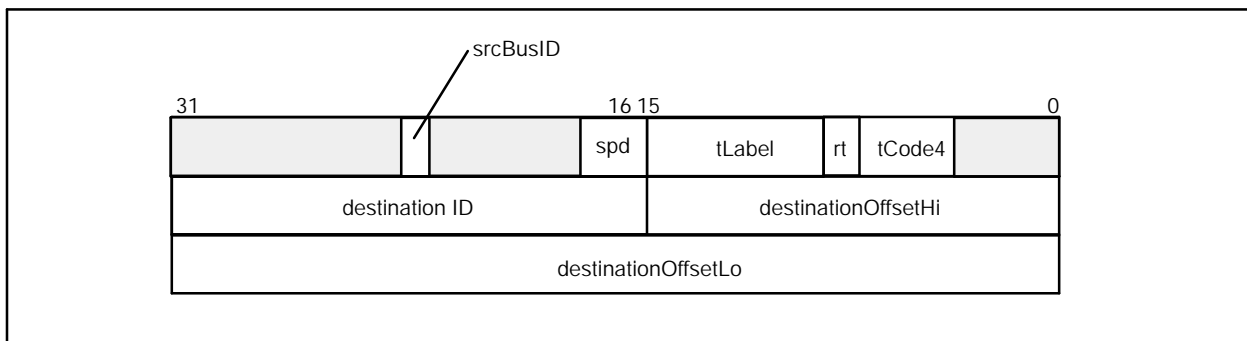 srcBusID
31 16 15 0
spd tLabel rt tCode4
destination ID destinationOffsetHi
destinationOffsetLo